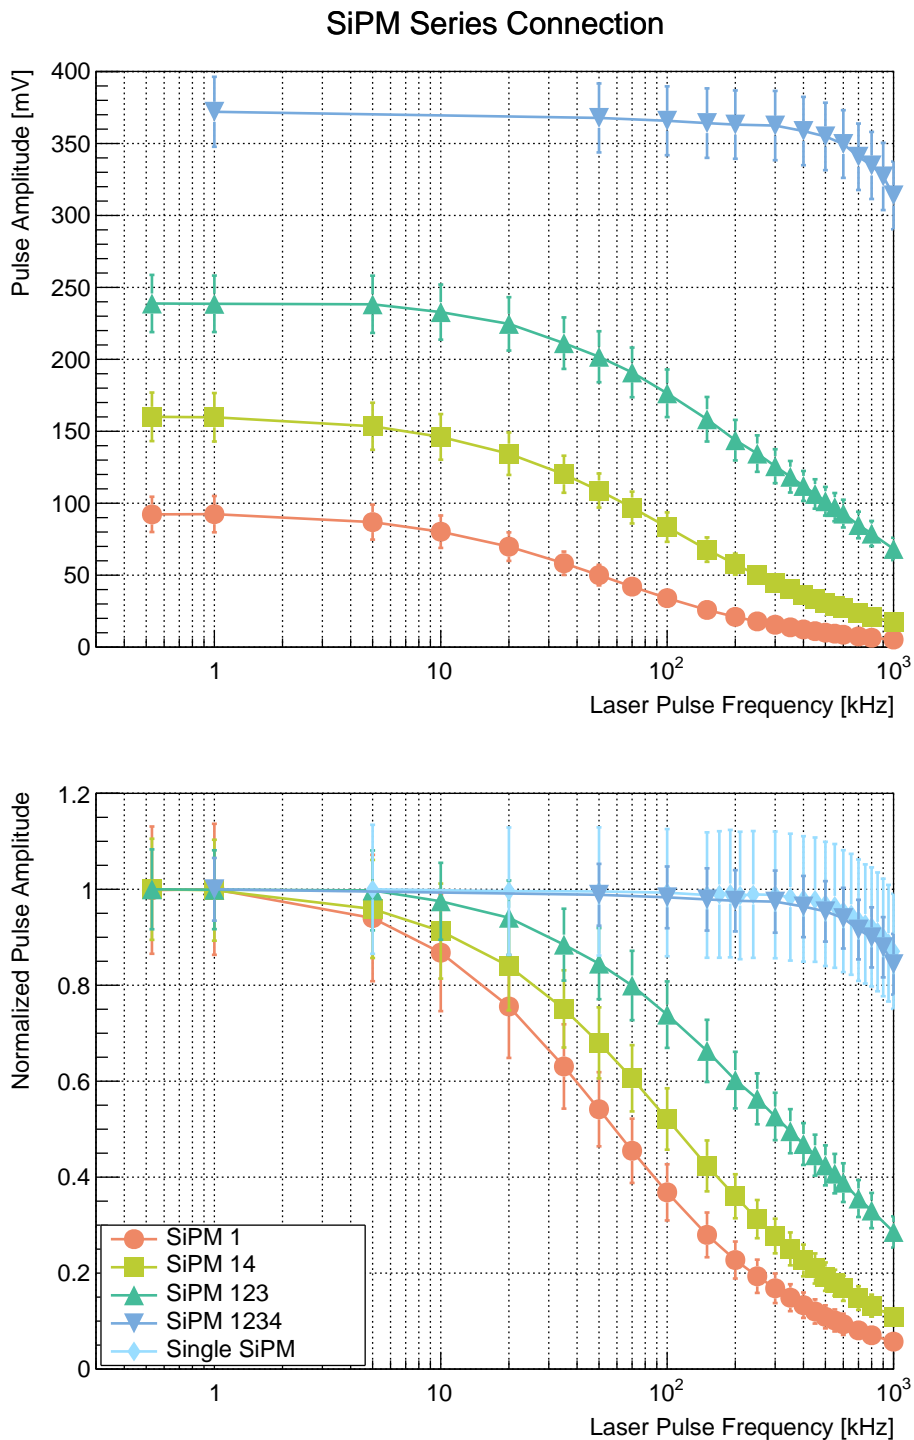 SiPM Series Connection
Pulse Amplitude [mV]
400
350
300
250
200
150
100
50
0
1
10
10²
10³
Laser Pulse Frequency [kHz]
Normalized Pulse Amplitude
1.2
1
0.8
0.6
0.4
0.2
0
SiPM 1
SiPM 14
SiPM 123
SiPM 1234
Single SiPM
1
10
10²
10³
Laser Pulse Frequency [kHz]